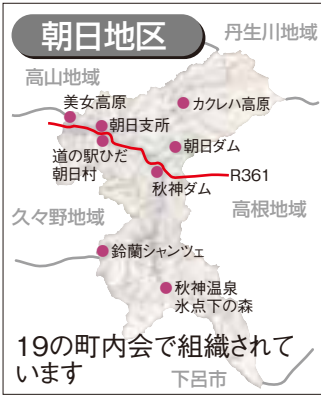 朝日地区
丹生川地域
高山地域
美女高原
カクレハ高原
朝日支所
道の駅ひだ
朝日村
朝日ダム
秋神ダム
R361
久々野地域
高根地域
鈴蘭シャンツェ
秋神温泉
氷点下の森
19の町内会で組織されて
います
下呂市